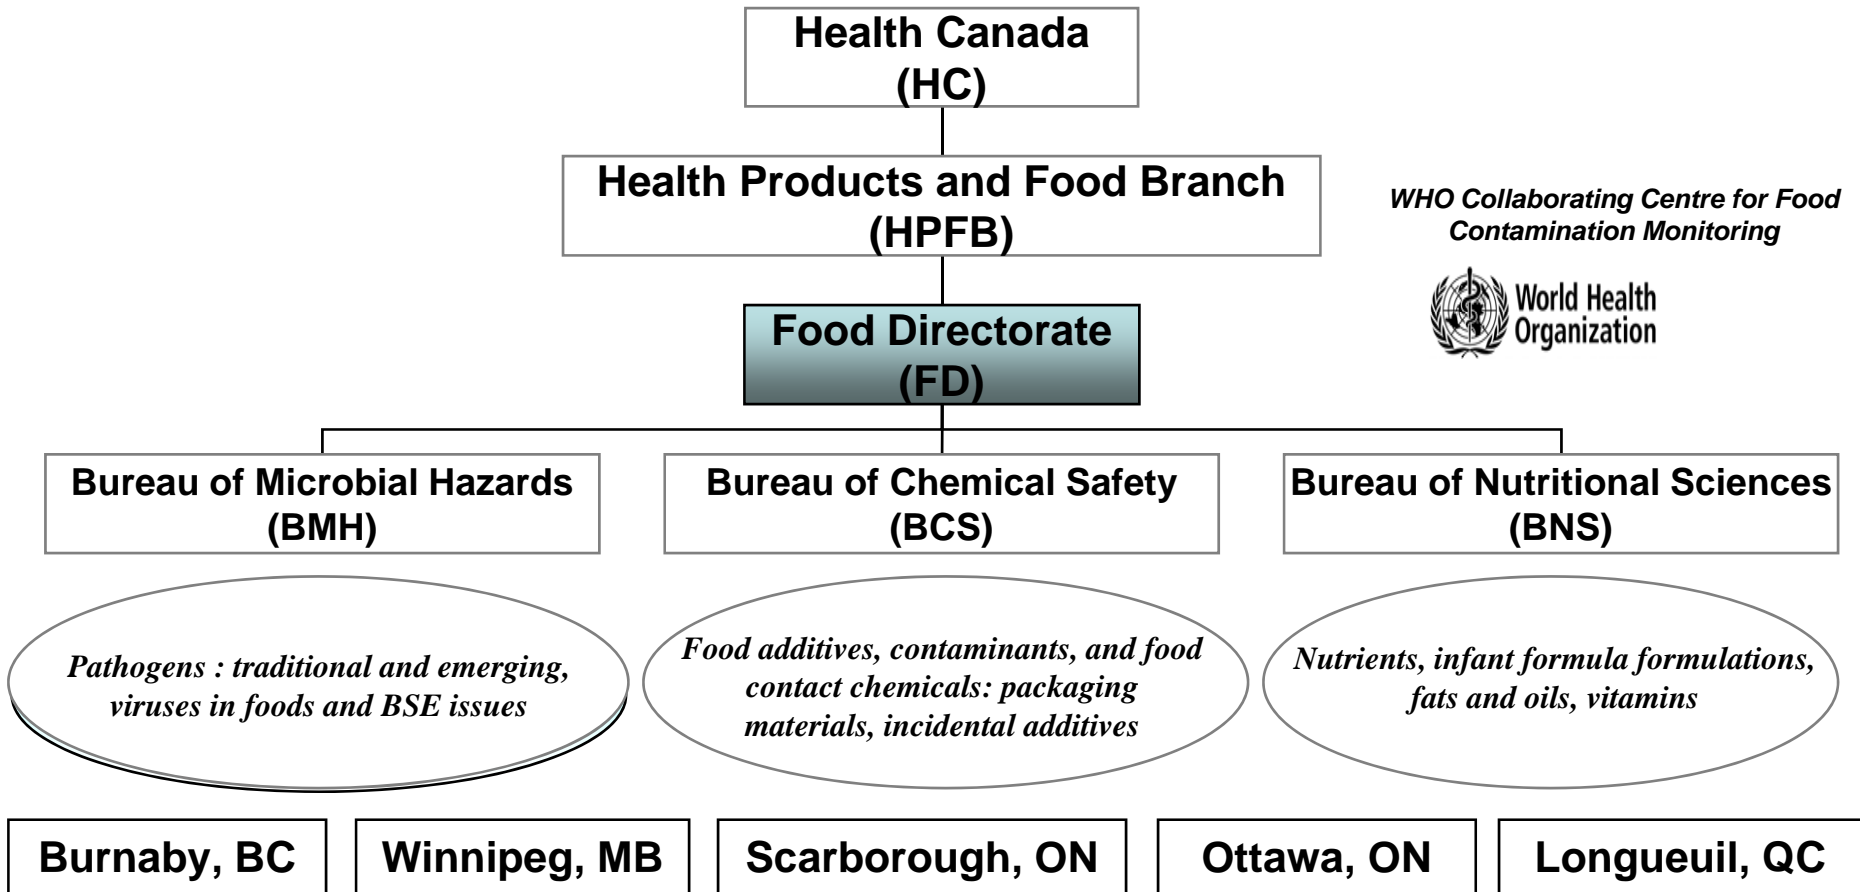 Health Canada
(HC)
Health Products and Food Branch
(HPFB)
WHO Collaborating Centre for Food
Contamination Monitoring
World Health
Organization
Food Directorate
(FD)
Bureau of Microbial Hazards
(BMH)
Bureau of Chemical Safety
(BCS)
Bureau of Nutritional Sciences
(BNS)
Pathogens : traditional and emerging,
viruses in foods and BSE issues
Food additives, contaminants, and food
contact chemicals: packaging
materials, incidental additives
Nutrients, infant formula formulations,
fats and oils, vitamins
Burnaby, BC
Winnipeg, MB
Scarborough, ON
Ottawa, ON
Longueuil, QC